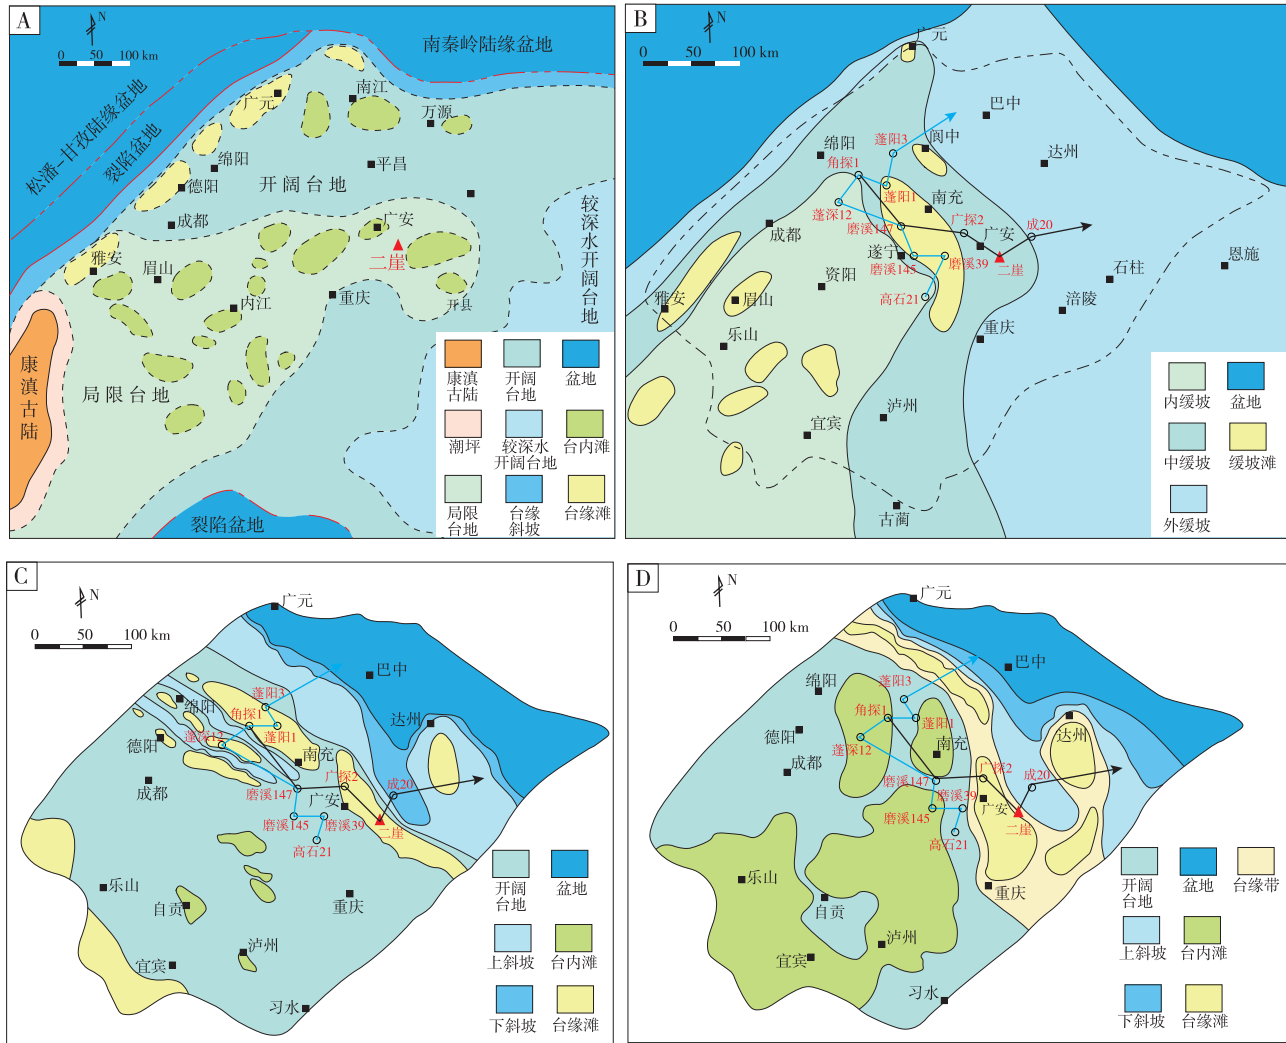 A
N
0 50 100 km
南秦岭陆缘盆地
松潘-甘孜陆缘盆地
裂陷盆地
广元
南江
万源
绵阳
平昌
德阳
开阔台地
成都
广安
较深水开阔台地
雅安
二崖
眉山
内江
重庆
开县
康滇古陆
局限台地
裂陷盆地
康滇
古陆
开阔
台地
盆地
潮坪
较深水
开阔台地
台内滩
局限
台地
台缘
斜坡
台缘滩
B
N
0 50 100 km
广元
巴中
蓬阳3
阆中
绵阳
达州
角探1
蓬阳1
南充
蓬深12
广探2
成20
成都
磨溪147
广安
遂宁
磨溪145
磨溪39
二崖
恩施
资阳
石柱
高石21
雅安
眉山
涪陵
乐山
重庆
泸州
宜宾
古蔺
内缓坡
盆地
中缓坡
缓坡滩
外缓坡
C
N
0 50 100 km
广元
巴中
绵阳
蓬阳3
角探1
达州
德阳
蓬深12
蓬阳1
南充
成都
广探2
成20
磨溪147
广安
磨溪145
磨溪39
二崖
高石21
乐山
自贡
重庆
泸州
宜宾
习水
开阔
台地
盆地
上斜坡
台内滩
下斜坡
台缘滩
D
N
0 50 100 km
广元
巴中
绵阳
蓬阳3
角探1
蓬阳1
达州
德阳
蓬深12
南充
成都
广探2
成20
磨溪147
磨溪39
广安
磨溪145
二崖
高石21
乐山
重庆
自贡
泸州
宜宾
习水
开阔
台地
盆地
台缘带
上斜坡
台内滩
下斜坡
台缘滩